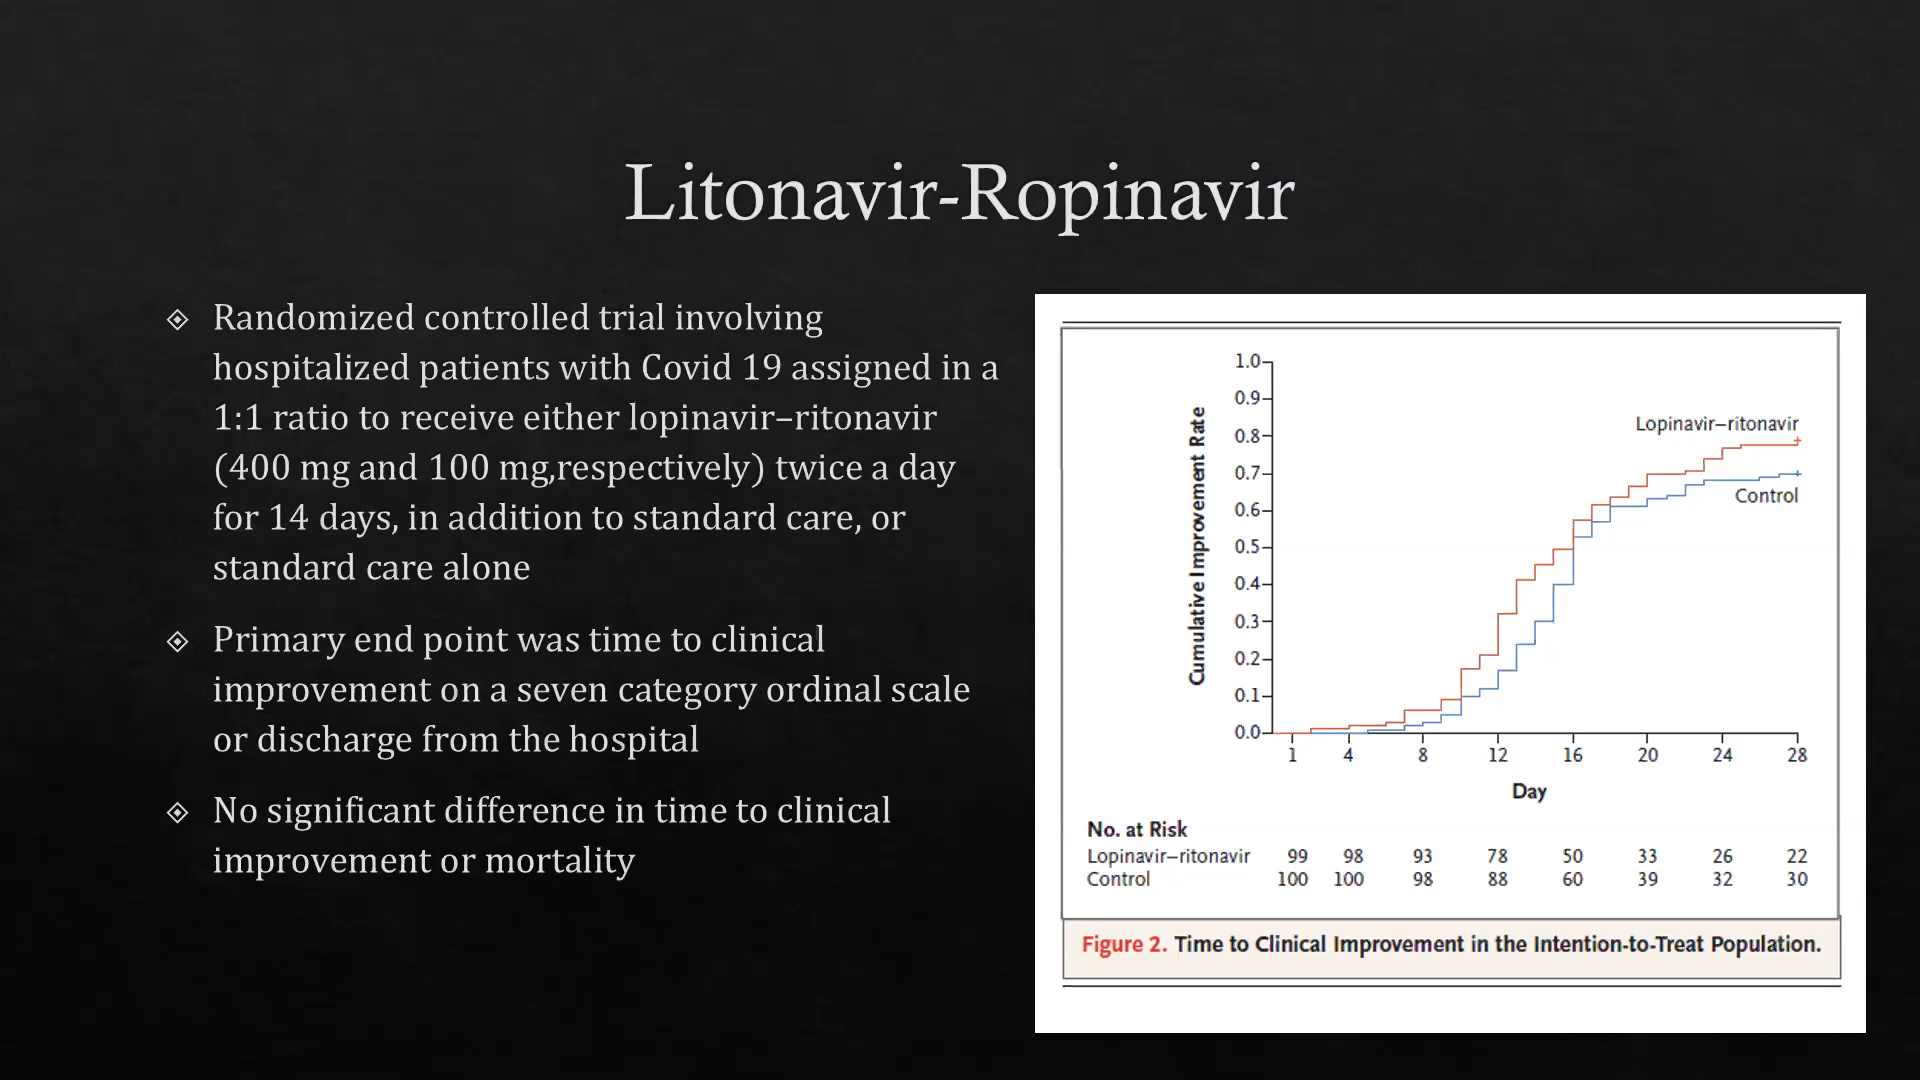 Litonavir-Ropinavir
Randomized controlled trial involving
hospitalized patients with Covid 19 assigned in a
1:1 ratio to receive either lopinavir–ritonavir
(400 mg and 100 mg,respectively) twice a day
for 14 days, in addition to standard care, or
standard care alone
Primary end point was time to clinical
improvement on a seven category ordinal scale
or discharge from the hospital
No significant difference in time to clinical
improvement or mortality
Cumulative Improvement Rate
1.0
0.9
0.8
0.7
0.6
0.5
0.4
0.3
0.2
0.1
0.0
Lopinavir–ritonavir
Control
1 4 8 12 16 20 24 28
Day
No. at Risk
Lopinavir–ritonavir 99 98 93 78 50 33 26 22
Control 100 100 98 88 60 39 32 30
Figure 2. Time to Clinical Improvement in the Intention-to-Treat Population.